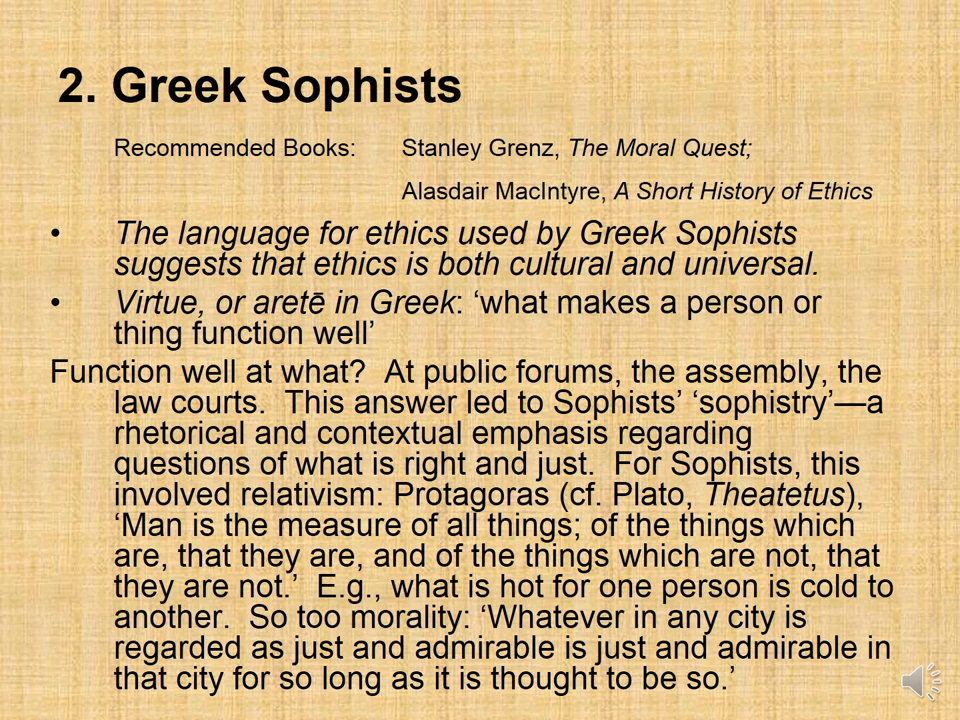 2. Greek Sophists
Recommended Books: Stanley Grenz, The Moral Quest;
Alasdair MacIntyre, A Short History of Ethics
• The language for ethics used by Greek Sophists
suggests that ethics is both cultural and universal.
• Virtue, or aretē in Greek: ‘what makes a person or
thing function well’
Function well at what?  At public forums, the assembly, the
law courts.  This answer led to Sophists’ ‘sophistry’—a
rhetorical and contextual emphasis regarding
questions of what is right and just.  For Sophists, this
involved relativism: Protagoras (cf. Plato, Theatetus),
‘Man is the measure of all things; of the things which
are, that they are, and of the things which are not, that
they are not.’  E.g., what is hot for one person is cold to
another.  So too morality: ‘Whatever in any city is
regarded as just and admirable is just and admirable in
that city for so long as it is thought to be so.’